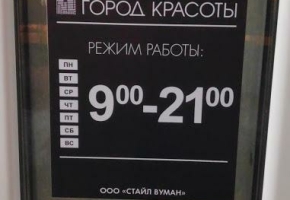 ГОРОД КРАСОТЫ
РЕЖИМ РАБОТЫ:
ПН
ВТ
СР
ЧТ
ПТ
СБ
ВС
9⁰⁰-21⁰⁰
ООО «СТАЙЛ ВУМАН»